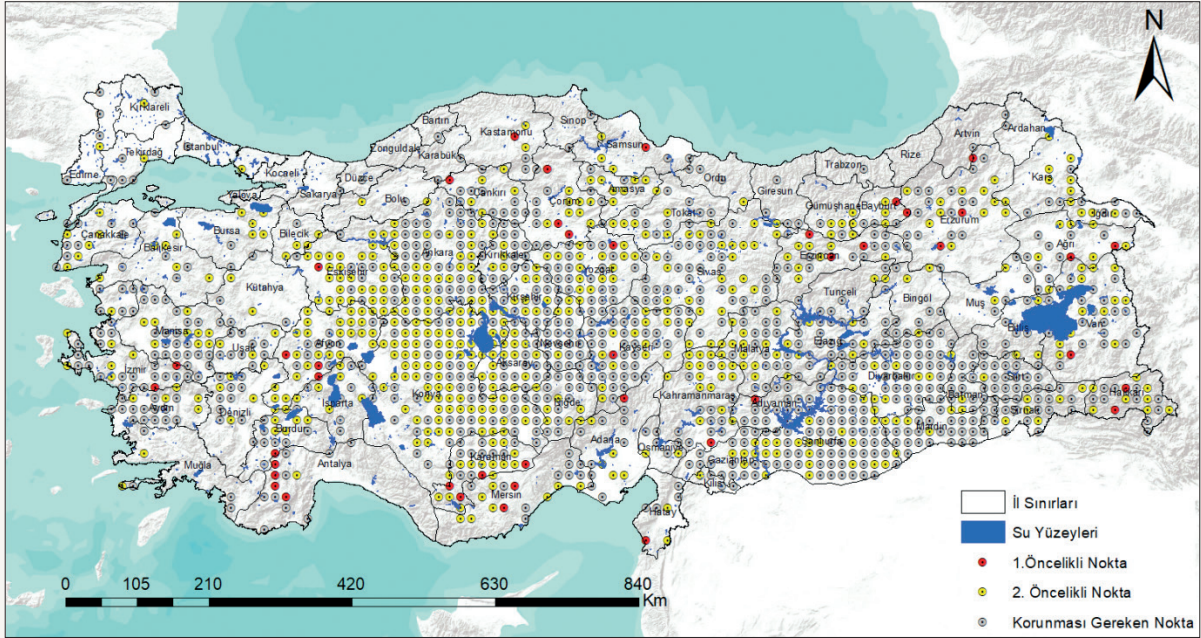 N
Kırklareli
Tekirdağ
Edirne
İstanbul
Kocaeli
Yalova
Sakarya
Düzce
Zonguldak
Bartın
Karabük
Kastamonu
Sinop
Samsun
Ordu
Giresun
Trabzon
Rize
Artvin
Ardahan
Kars
Çanakkale
Balıkesir
Bursa
Bilecik
Bolu
Çankırı
Çorum
Amasya
Tokat
Gümüşhane
Bayburt
Erzurum
Iğdır
Ağrı
Kütahya
Eskişehir
Ankara
Kırıkkale
Yozgat
Sivas
Erzincan
Tunceli
Bingöl
Muş
Bitlis
Van
Manisa
Uşak
Afyon
Kırşehir
Nevşehir
Kayseri
Malatya
Elazığ
Diyarbakır
Batman
Siirt
Şırnak
Hakkari
İzmir
Aydın
Denizli
Isparta
Burdur
Konya
Aksaray
Niğde
Kahramanmaraş
Adıyaman
Şanlıurfa
Mardin
Muğla
Antalya
Karaman
Mersin
Adana
Osmaniye
Gaziantep
Kilis
Hatay
0 105 210 420 630 840
Km
İl Sınırları
Su Yüzeyleri
1.Öncelikli Nokta
2. Öncelikli Nokta
Korunması Gereken Nokta